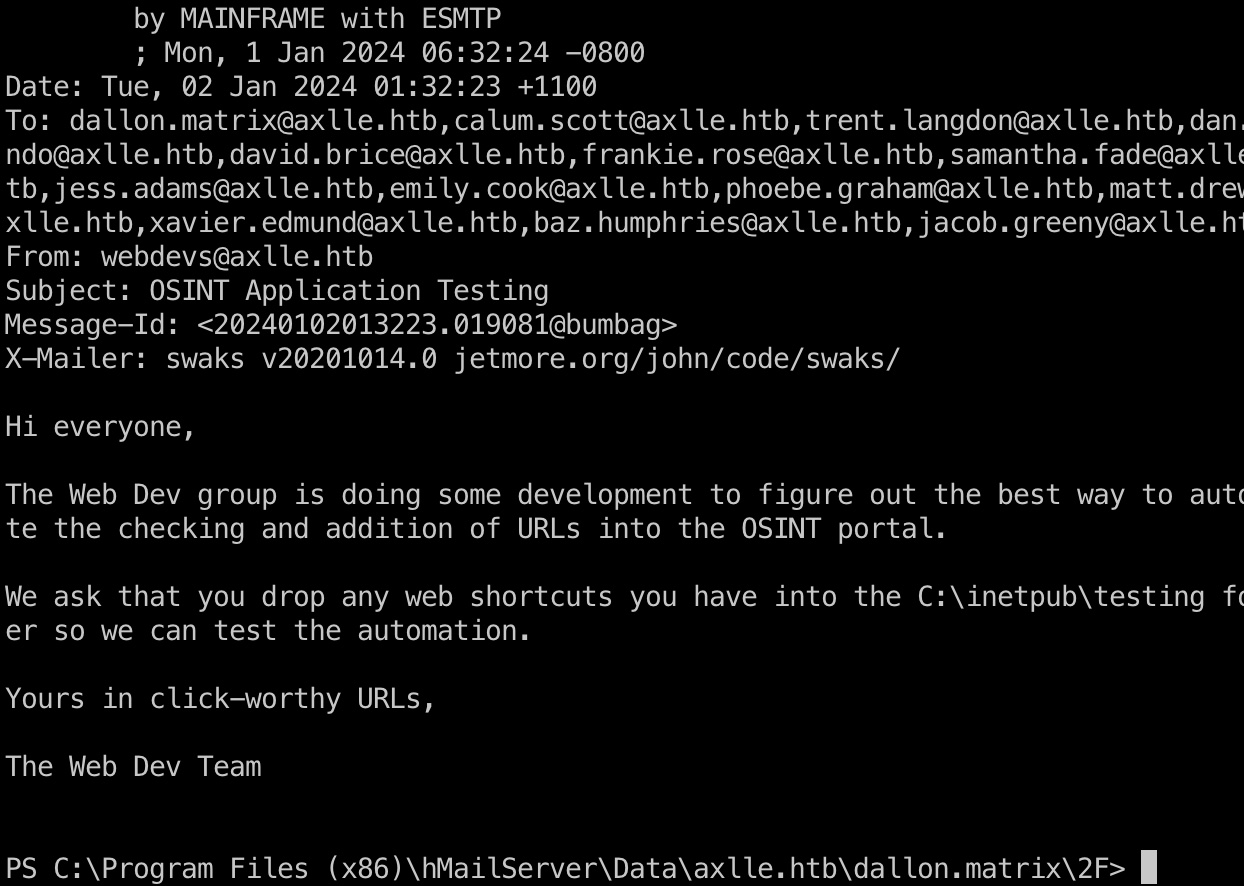 by MAINFRAME with ESMTP
; Mon, 1 Jan 2024 06:32:24 -0800
Date: Tue, 02 Jan 2024 01:32:23 +1100
To: dallon.matrix@axlle.htb,calum.scott@axlle.htb,trent.langdon@axlle.htb,dan.
ndo@axlle.htb,david.brice@axlle.htb,frankie.rose@axlle.htb,samantha.fade@axlle
tb,jess.adams@axlle.htb,emily.cook@axlle.htb,phoebe.graham@axlle.htb,matt.drew
xlle.htb,xavier.edmund@axlle.htb,baz.humphries@axlle.htb,jacob.greeny@axlle.ht
From: webdevs@axlle.htb
Subject: OSINT Application Testing
Message-Id: <20240102013223.019081@bumbag>
X-Mailer: swaks v20201014.0 jetmore.org/john/code/swaks/
Hi everyone,
The Web Dev group is doing some development to figure out the best way to auto
te the checking and addition of URLs into the OSINT portal.
We ask that you drop any web shortcuts you have into the C:\inetpub\testing fo
er so we can test the automation.
Yours in click-worthy URLs,
The Web Dev Team
PS C:\Program Files (x86)\hMailServer\Data\axlle.htb\dallon.matrix\2F>